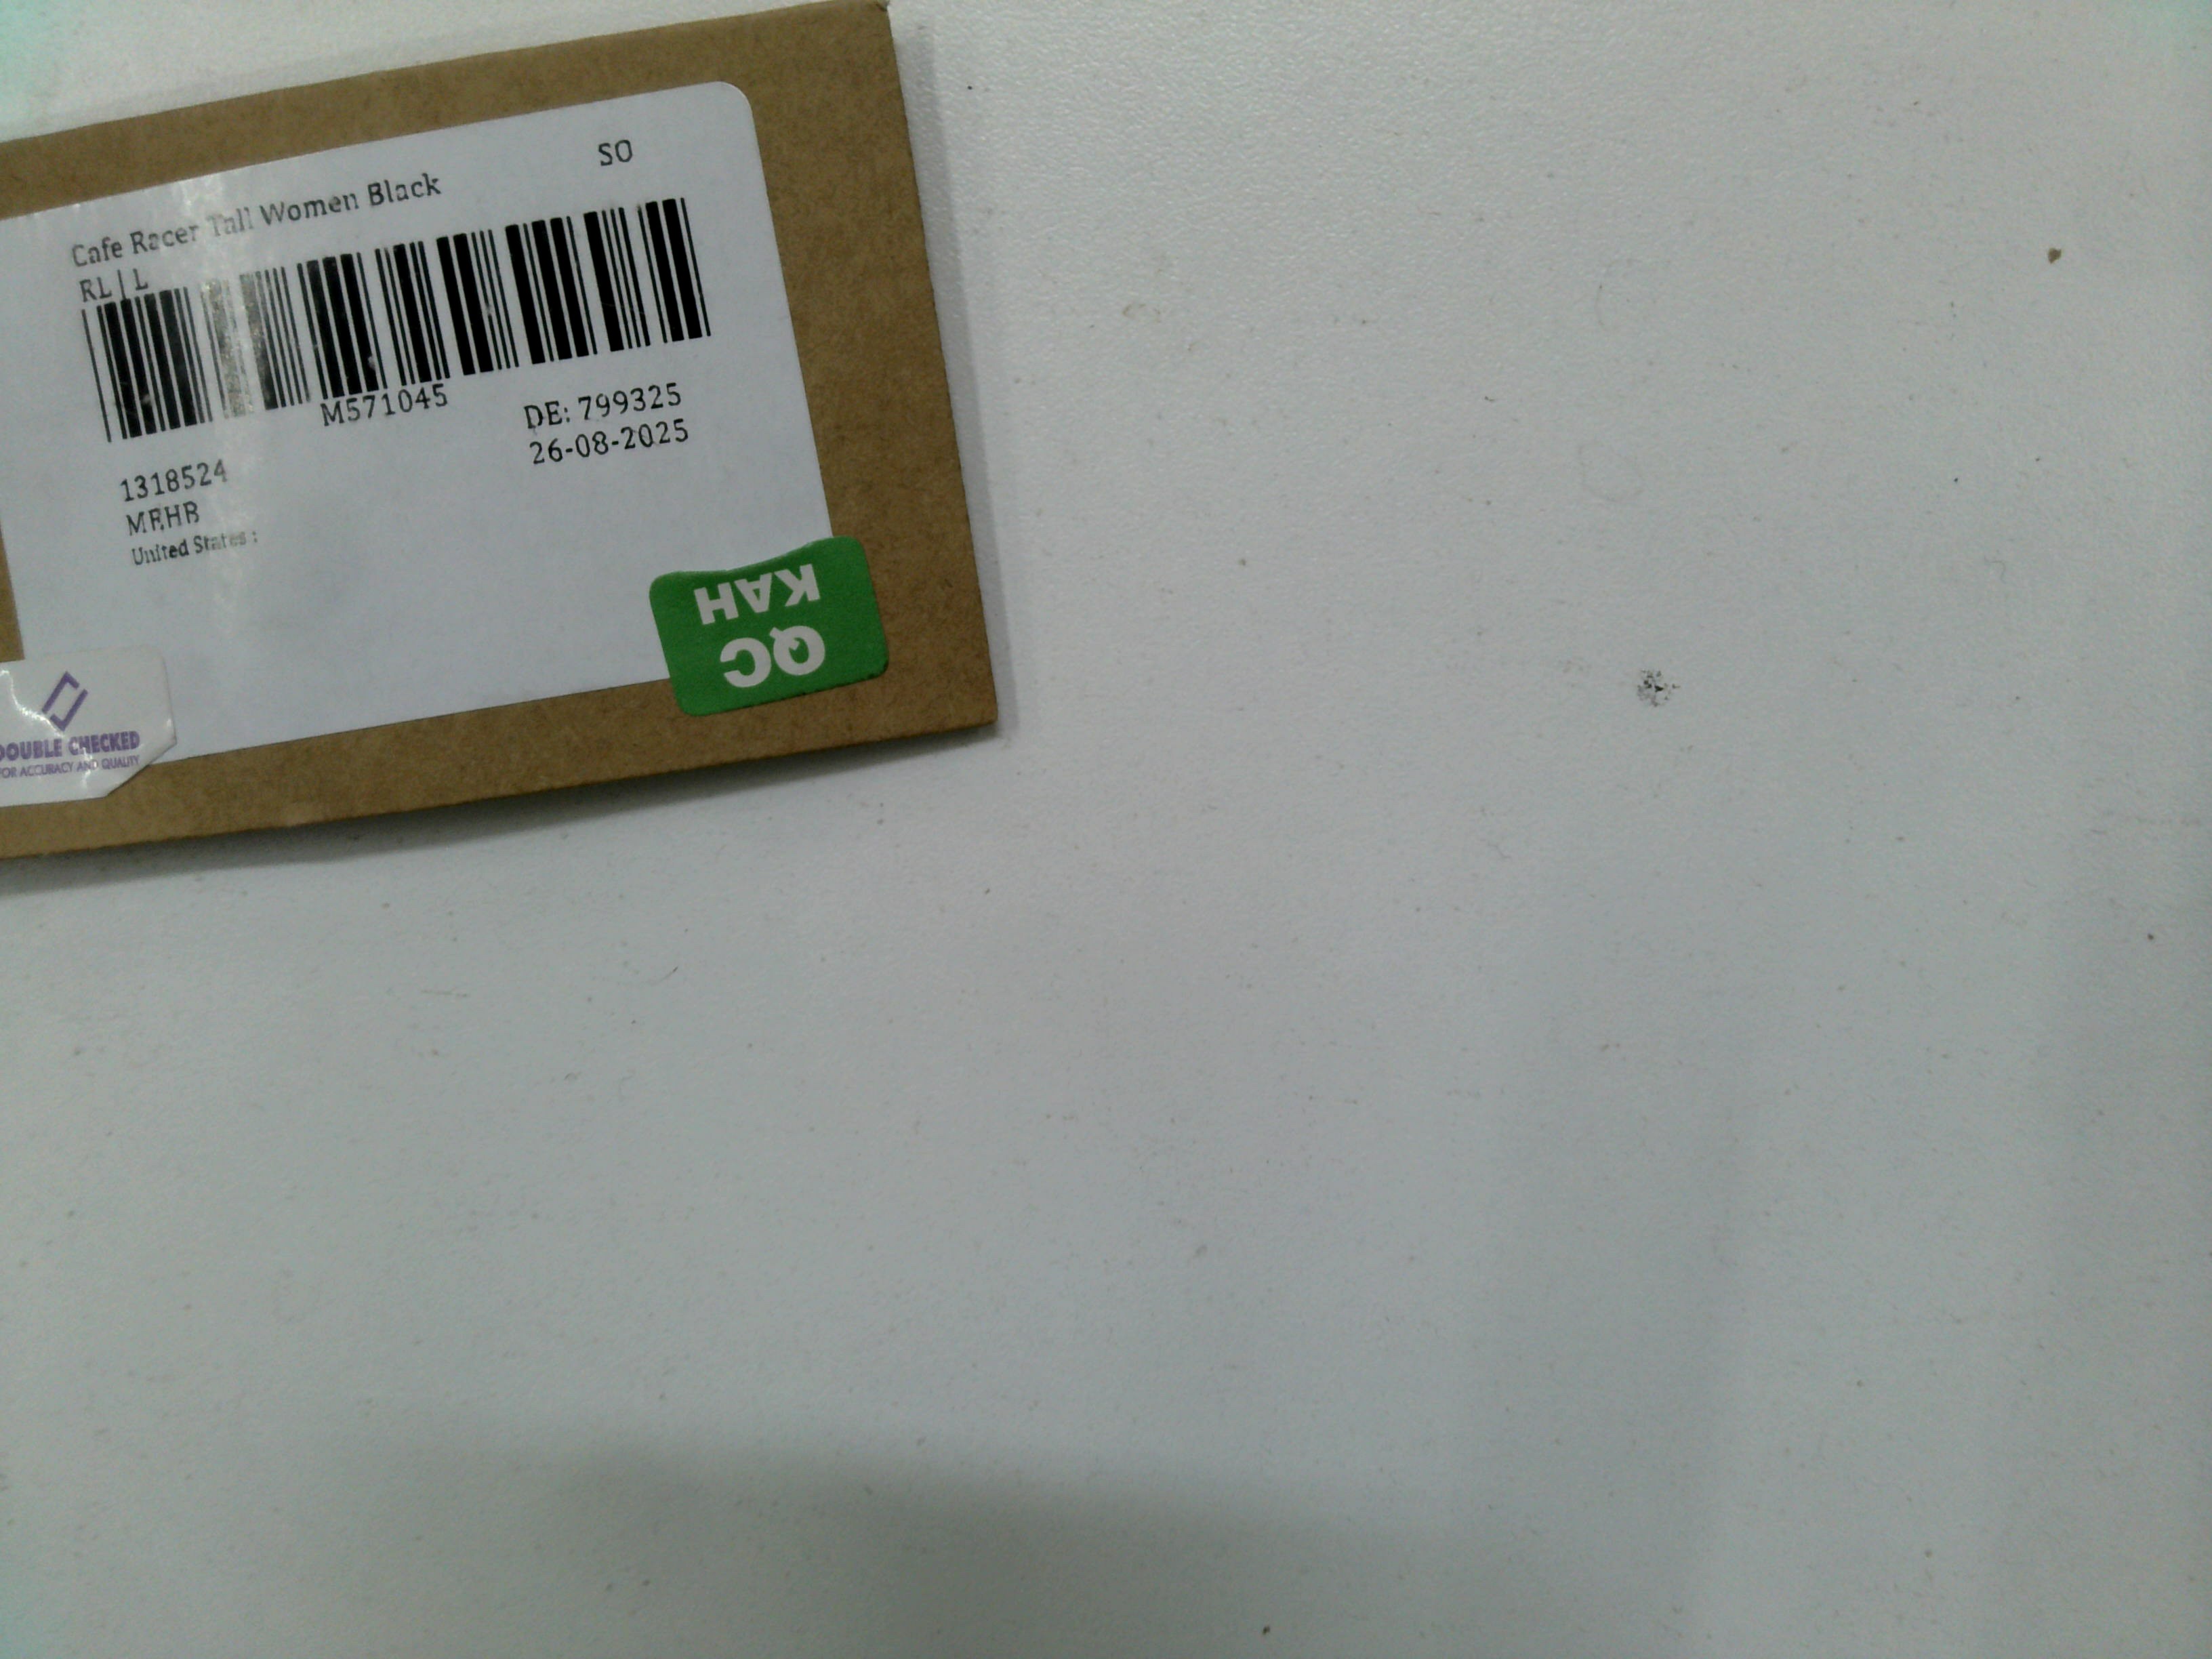 SO
Cafe Racer Tall Women Black
RL | L
M571045
DE: 799325
26-08-2025
1318524
MEHB
United States :
QC
KAH
DOUBLE CHECKED
FOR ACCURACY AND QUALITY